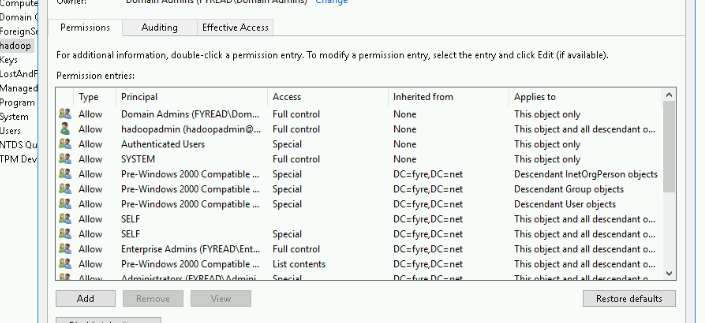 Compute
Domain C
ForeignSe
hadoop
Keys
LostAndF
Managed
Program
System
Users
NTDS Qu
TPM Dev
Owner: Domain Admins (FYREAD\Domain Admins) Change
Permissions Auditing Effective Access
For additional information, double-click a permission entry. To modify a permission entry, select the entry and click Edit (if available).
Permission entries:
Type Principal Access Inherited from Applies to
Allow Domain Admins (FYREAD\Dom... Full control None This object only
Allow hadoopadmin (hadoopadmin@... Full control None This object and all descendant o...
Allow Authenticated Users Special None This object only
Allow SYSTEM Full control None This object only
Allow Pre-Windows 2000 Compatible ... Special DC=fyre,DC=net Descendant InetOrgPerson objects
Allow Pre-Windows 2000 Compatible ... Special DC=fyre,DC=net Descendant Group objects
Allow Pre-Windows 2000 Compatible ... Special DC=fyre,DC=net Descendant User objects
Allow SELF DC=fyre,DC=net This object and all descendant o...
Allow SELF Special DC=fyre,DC=net This object and all descendant o...
Allow Enterprise Admins (FYREAD\Ent... Full control DC=fyre,DC=net This object and all descendant o...
Allow Pre-Windows 2000 Compatible ... List contents DC=fyre,DC=net This object and all descendant o...
Allow Administrators (FYREAD\Admini... Special DC=fyre,DC=net This object and all descendant o...
Add Remove View Restore defaults